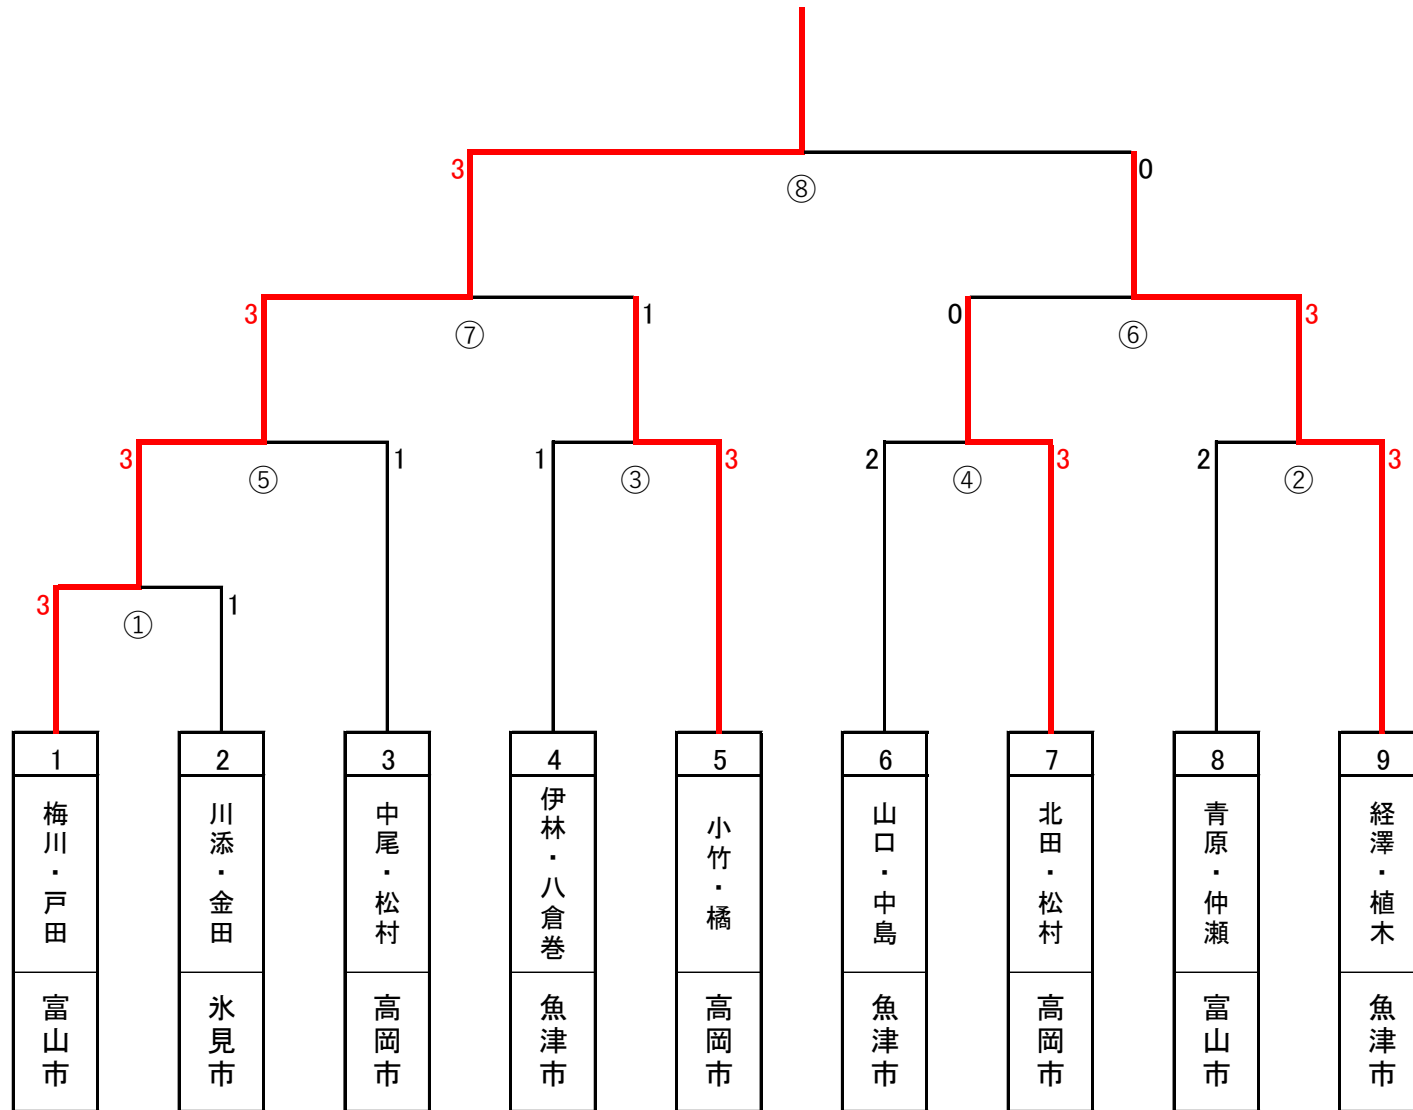 3
0
⑧
3
1
0
3
⑦
⑥
3
1
1
3
2
3
2
3
⑤
③
④
②
3
1
①
1
2
3
4
5
6
7
8
9
梅川・戸田
川添・金田
中尾・松村
伊林・八倉巻
小竹・橘
山口・中島
北田・松村
青原・仲瀬
経澤・植木
富山市
氷見市
高岡市
魚津市
高岡市
魚津市
高岡市
富山市
魚津市